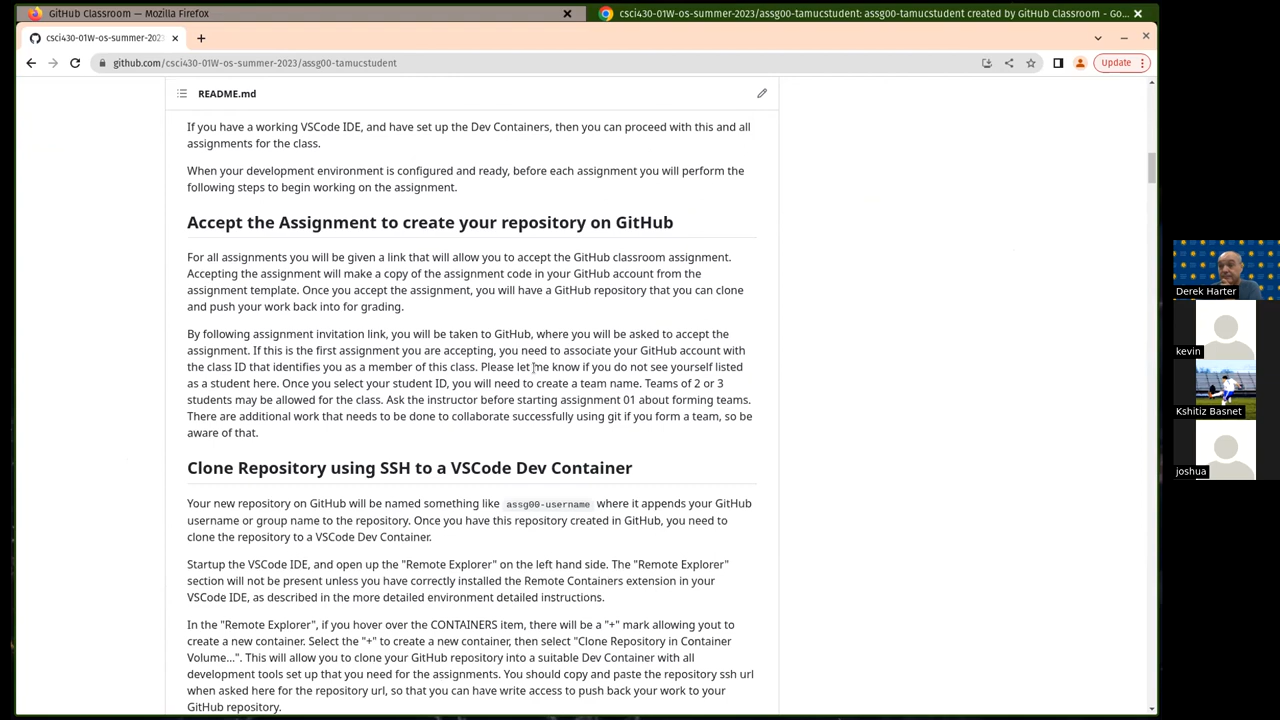 GitHub Classroom — Mozilla Firefox
csci430-01W-os-summer-2023/assg00-tamucstudent: assg00-tamucstudent created by GitHub Classroom - Go...
csci430-01W-os-summer-202
github.com/csci430-01W-os-summer-2023/assg00-tamucstudent
Update
README.md
If you have a working VSCode IDE, and have set up the Dev Containers, then you can proceed with this and all
assignments for the class.
When your development environment is configured and ready, before each assignment you will perform the
following steps to begin working on the assignment.
Accept the Assignment to create your repository on GitHub
For all assignments you will be given a link that will allow you to accept the GitHub classroom assignment.
Accepting the assignment will make a copy of the assignment code in your GitHub account from the
assignment template. Once you accept the assignment, you will have a GitHub repository that you can clone
and push your work back into for grading.
By following assignment invitation link, you will be taken to GitHub, where you will be asked to accept the
assignment. If this is the first assignment you are accepting, you need to associate your GitHub account with
the class ID that identifies you as a member of this class. Please let me know if you do not see yourself listed
as a student here. Once you select your student ID, you will need to create a team name. Teams of 2 or 3
students may be allowed for the class. Ask the instructor before starting assignment 01 about forming teams.
There are additional work that needs to be done to collaborate successfully using git if you form a team, so be
aware of that.
Clone Repository using SSH to a VSCode Dev Container
Your new repository on GitHub will be named something like assg00-username where it appends your GitHub
username or group name to the repository. Once you have this repository created in GitHub, you need to
clone the repository to a VSCode Dev Container.
Startup the VSCode IDE, and open up the "Remote Explorer" on the left hand side. The "Remote Explorer"
section will not be present unless you have correctly installed the Remote Containers extension in your
VSCode IDE, as described in the more detailed environment detailed instructions.
In the "Remote Explorer", if you hover over the CONTAINERS item, there will be a "+" mark allowing yout to
create a new container. Select the "+" to create a new container, then select "Clone Repository in Container
Volume...". This will allow you to clone your GitHub repository into a suitable Dev Container with all
development tools set up that you need for the assignments. You should copy and paste the repository ssh url
when asked here for the repository url, so that you can have write access to push back your work to your
GitHub repository.
Derek Harter
kevin
Kshitiz Basnet
joshua